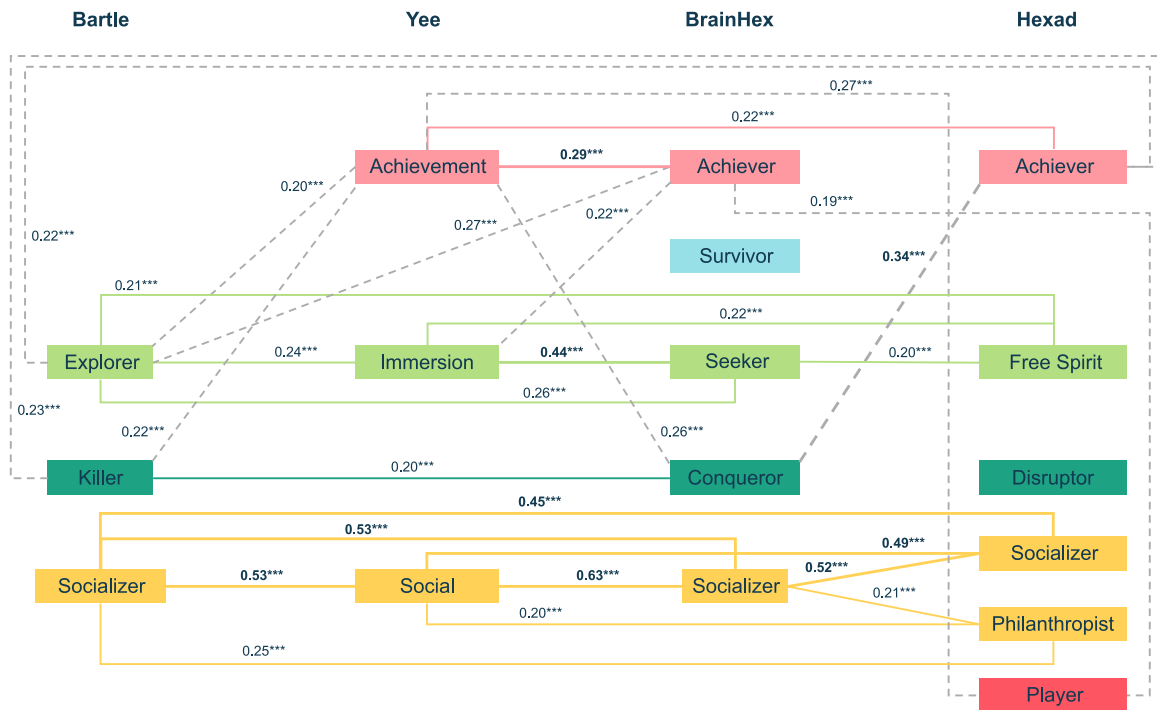 Bartle Yee BrainHex Hexad
0.27***
0.22***
Achievement 0.29*** Achiever Achiever
0.20***
0.19***
0.22***
0.27***
0.22***
Survivor 0.34***
0.21***
0.22***
Explorer 0.24*** Immersion 0.44*** Seeker 0.20*** Free Spirit
0.26***
0.23***
0.22*** 0.26***
Killer 0.20*** Conqueror Disruptor
0.45***
0.53***
0.49*** Socializer
0.52***
Socializer 0.53*** Social 0.63*** Socializer
0.21***
0.20*** Philanthropist
0.25***
Player